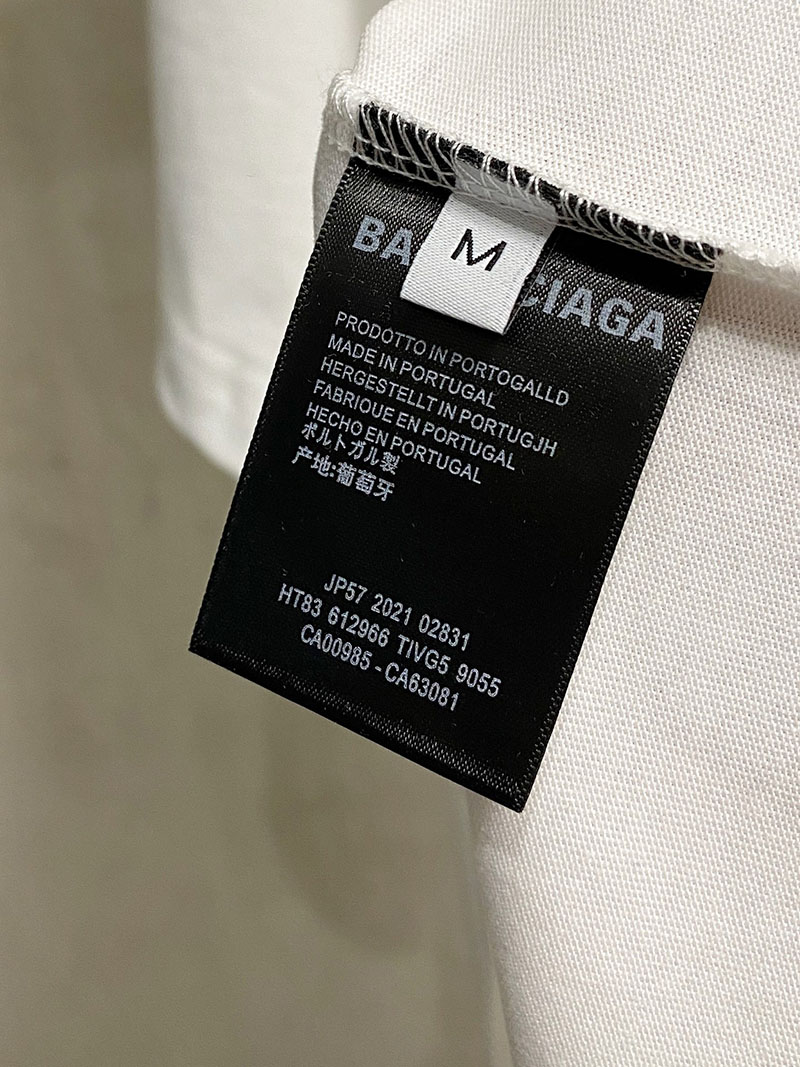 BA CIAGA
M
PRODOTTO IN PORTOGALLD
MADE IN PORTUGAL
HERGESTELLT IN PORTUGJH
FABRIQUE EN PORTUGAL
HECHO EN PORTUGAL
ポルトガル製
产地:葡萄牙
JP57 2021 02831
HT83 612966 TIVG5 9055
CA00985 - CA63081